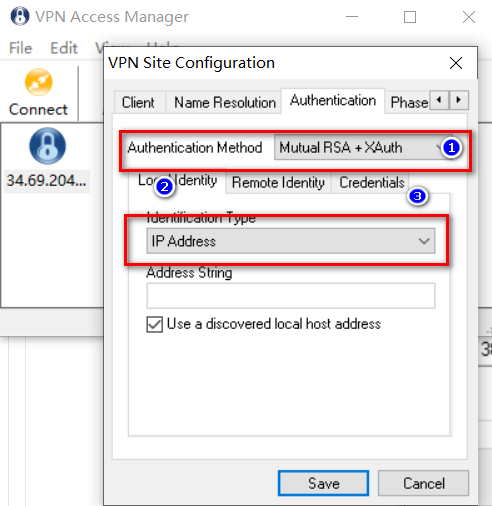 VPN Access Manager
File Edit View Help
VPN Site Configuration
Connect
Client Name Resolution Authentication Phase
34.69.204...
Authentication Method Mutual RSA + XAuth 1
Local Identity 2 Remote Identity Credentials 3
Identification Type
IP Address
Address String
Use a discovered local host address
Save Cancel